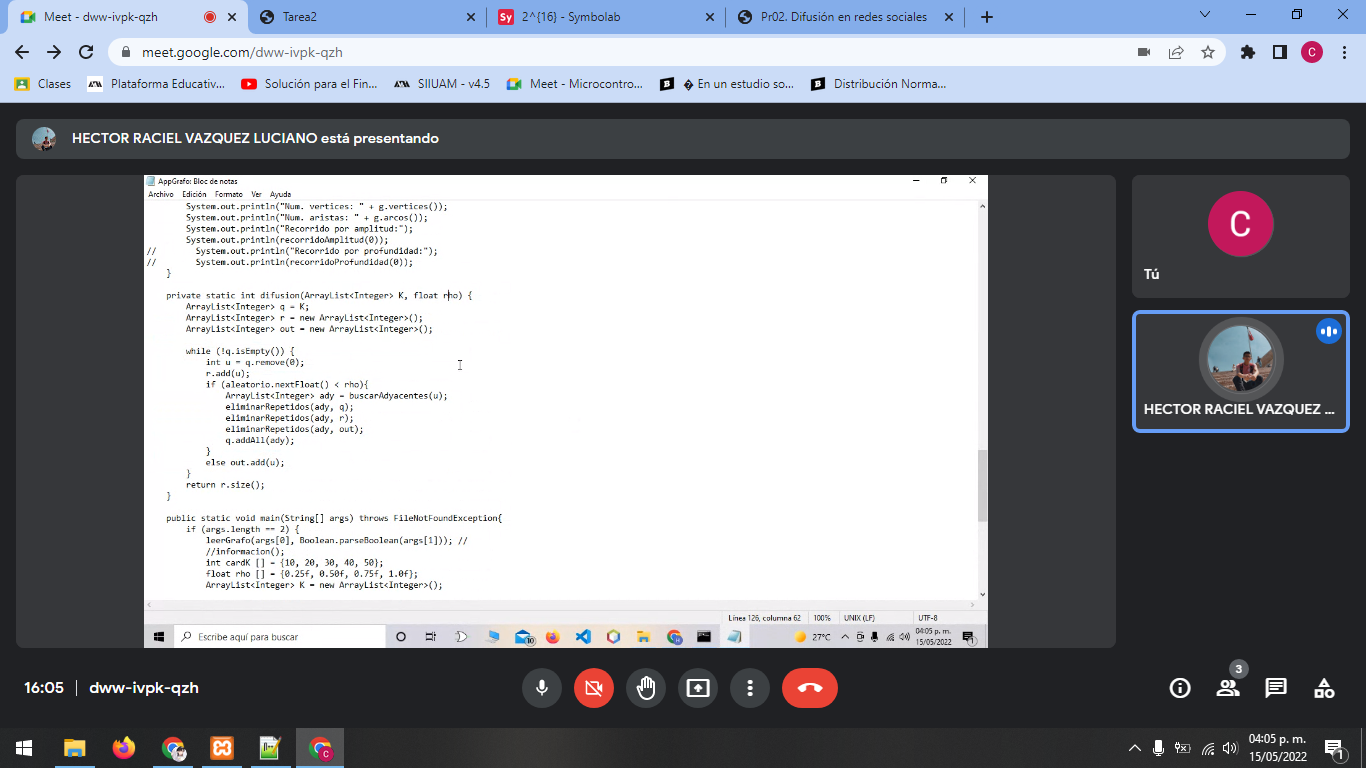 Meet - dww-ivpk-qzh
Tarea2
Sy 2^{16} - Symbolab
Pr02. Difusión en redes sociales
meet.google.com/dww-ivpk-qzh
C
Clases
Plataforma Educativ...
Solución para el Fin...
SIIUAM - v4.5
Meet - Microcontro...
� En un estudio so...
Distribución Norma...
HECTOR RACIEL VAZQUEZ LUCIANO está presentando
AppGrafo: Bloc de notas
Archivo Edición Formato Ver Ayuda
System.out.println("Num. vertices: " + g.vertices());
System.out.println("Num. aristas: " + g.arcos());
System.out.println("Recorrido por amplitud:");
System.out.println(recorridoAmplitud(0));
// System.out.println("Recorrido por profundidad:");
// System.out.println(recorridoProfundidad(0));
}
private static int difusion(ArrayList<Integer> K, float rho) {
ArrayList<Integer> q = K;
ArrayList<Integer> r = new ArrayList<Integer>();
ArrayList<Integer> out = new ArrayList<Integer>();
while (!q.isEmpty()) {
int u = q.remove(0);
r.add(u);
if (aleatorio.nextFloat() < rho){
ArrayList<Integer> ady = buscarAdyacentes(u);
eliminarRepetidos(ady, q);
eliminarRepetidos(ady, r);
eliminarRepetidos(ady, out);
q.addAll(ady);
}
else out.add(u);
}
return r.size();
}
public static void main(String[] args) throws FileNotFoundException{
if (args.length == 2) {
leerGrafo(args[0], Boolean.parseBoolean(args[1])); //
//informacion();
int cardK [] = {10, 20, 30, 40, 50};
float rho [] = {0.25f, 0.50f, 0.75f, 1.0f};
ArrayList<Integer> K = new ArrayList<Integer>();
Línea 126, columna 62 100% UNIX (LF) UTF-8
Escribe aquí para buscar
10
27°C
04:05 p. m.
15/05/2022
1
C
Tú
HECTOR RACIEL VAZQUEZ ...
16:05 | dww-ivpk-qzh
3
04:05 p. m.
15/05/2022
1